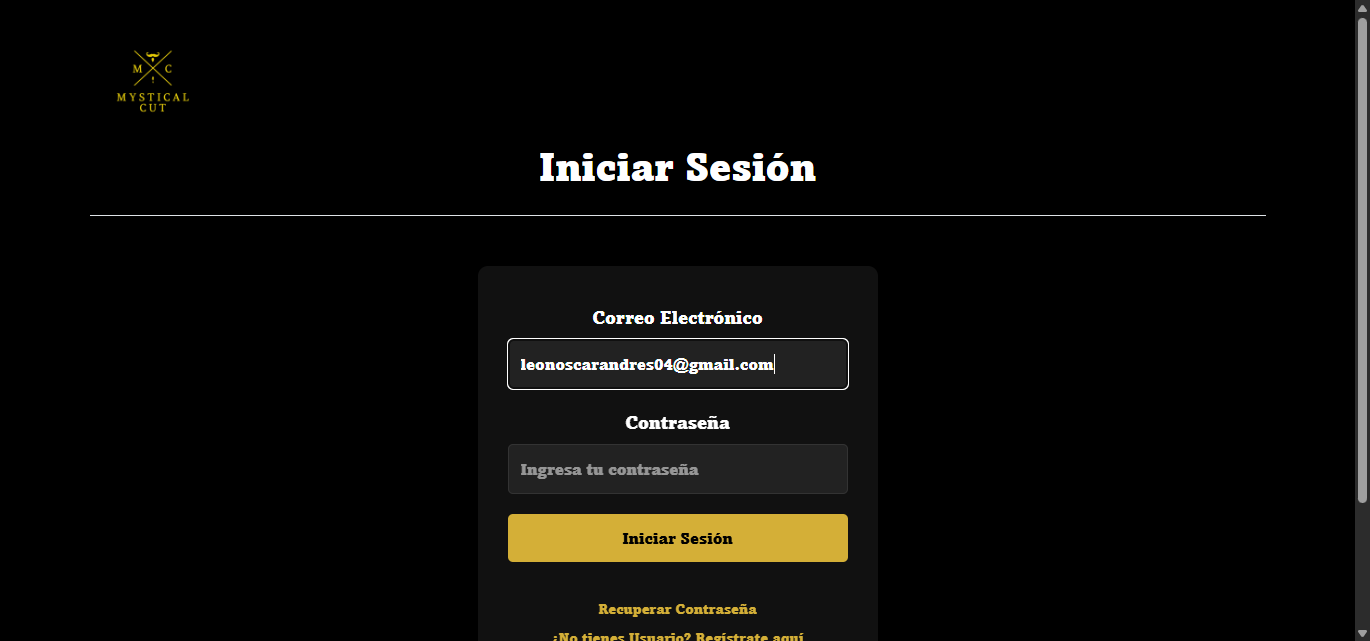 M C
MYSTICAL
CUT
Iniciar Sesión
Correo Electrónico
leonoscarandres04@gmail.com
Contraseña
Ingresa tu contraseña
Iniciar Sesión
Recuperar Contraseña
¿No tienes Usuario? Regístrate aquí